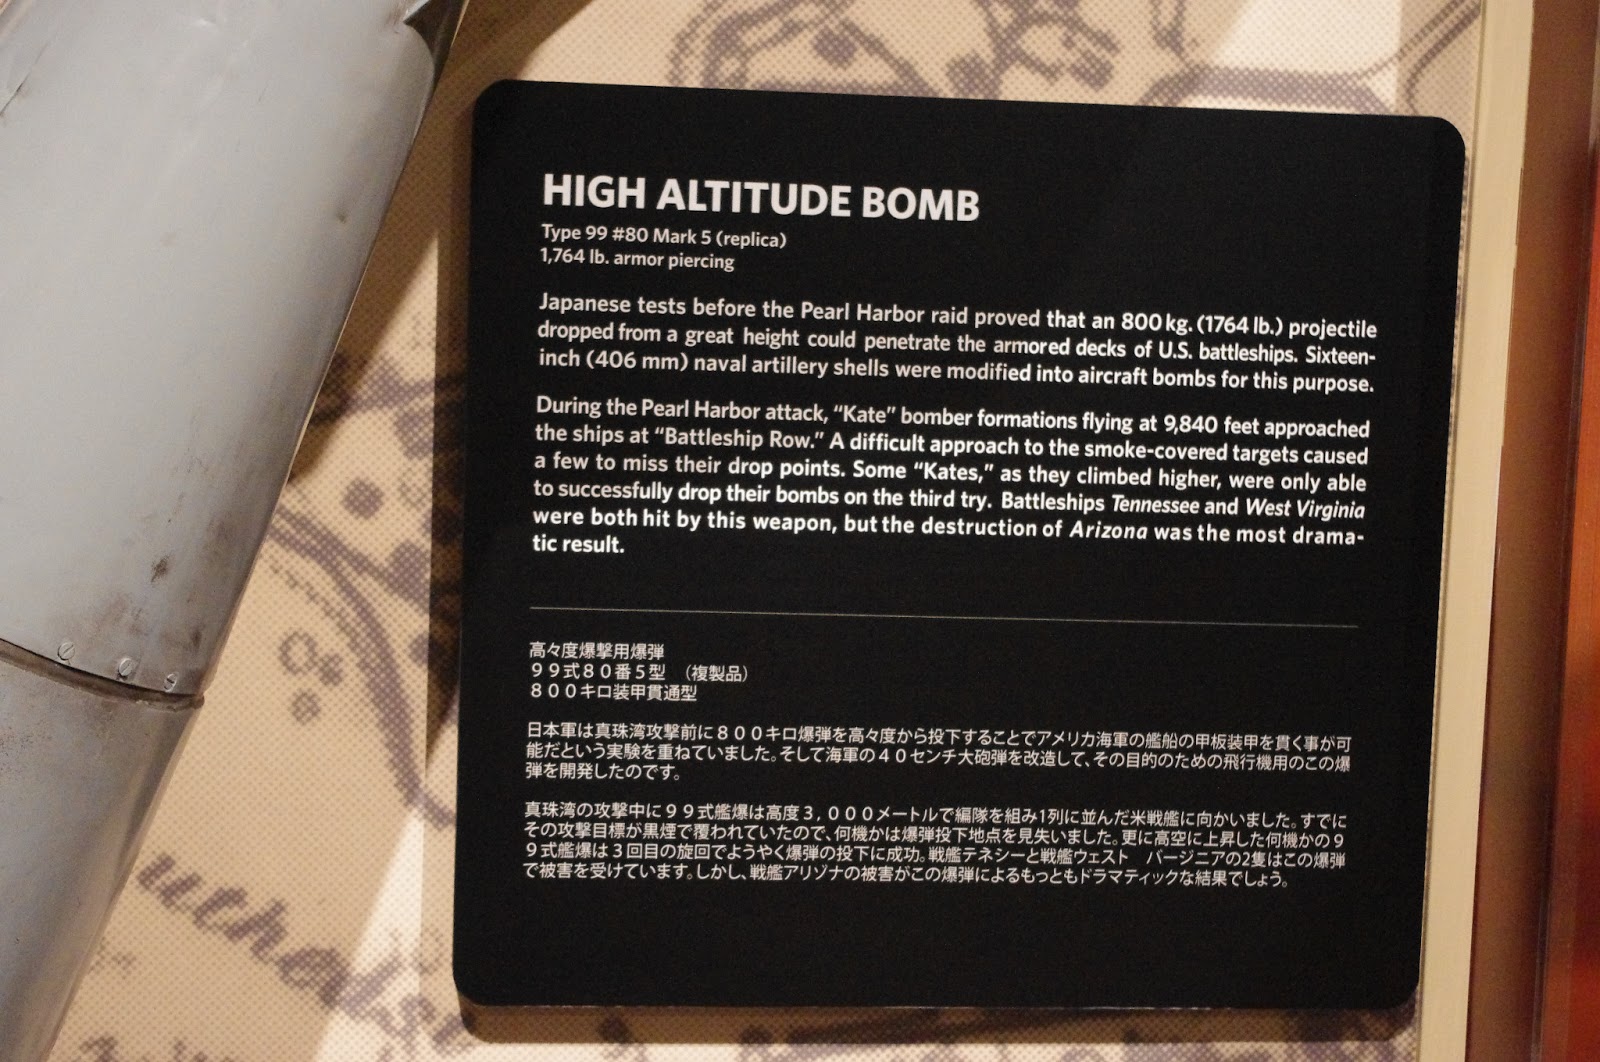 HIGH ALTITUDE BOMB
Type 99 #80 Mark 5 (replica)
1,764 lb. armor piercing
Japanese tests before the Pearl Harbor raid proved that an 800 kg. (1764 lb.) projectile
dropped from a great height could penetrate the armored decks of U.S. battleships. Sixteen-
inch (406 mm) naval artillery shells were modified into aircraft bombs for this purpose.
During the Pearl Harbor attack, “Kate” bomber formations flying at 9,840 feet approached
the ships at “Battleship Row.” A difficult approach to the smoke-covered targets caused
a few to miss their drop points. Some “Kates,” as they climbed higher, were only able
to successfully drop their bombs on the third try. Battleships Tennessee and West Virginia
were both hit by this weapon, but the destruction of Arizona was the most drama-
tic result.
高々度爆撃用爆弾
９９式８０番５型　（複製品）
８００キロ装甲貫通型
日本軍は真珠湾攻撃前に８００キロ爆弾を高々度から投下することでアメリカ海軍の艦船の甲板装甲を貫く事が可
能だという実験を重ねていました。そして海軍の４０センチ大砲弾を改造して、その目的のための飛行機用のこの爆
弾を開発したのです。
真珠湾の攻撃中に９９式艦爆は高度３，０００メートルで編隊を組み1列に並んだ米戦艦に向かいました。すでに
その攻撃目標が黒煙で覆われていたので、何機かは爆弾投下地点を見失いました。更に高空に上昇した何機かの９
９式艦爆は３回目の旋回でようやく爆弾の投下に成功。戦艦テネシーと戦艦ウェスト　バージニアの2隻はこの爆弾
で被害を受けています。しかし、戦艦アリゾナの被害がこの爆弾によるもっともドラマティックな結果でしょう。